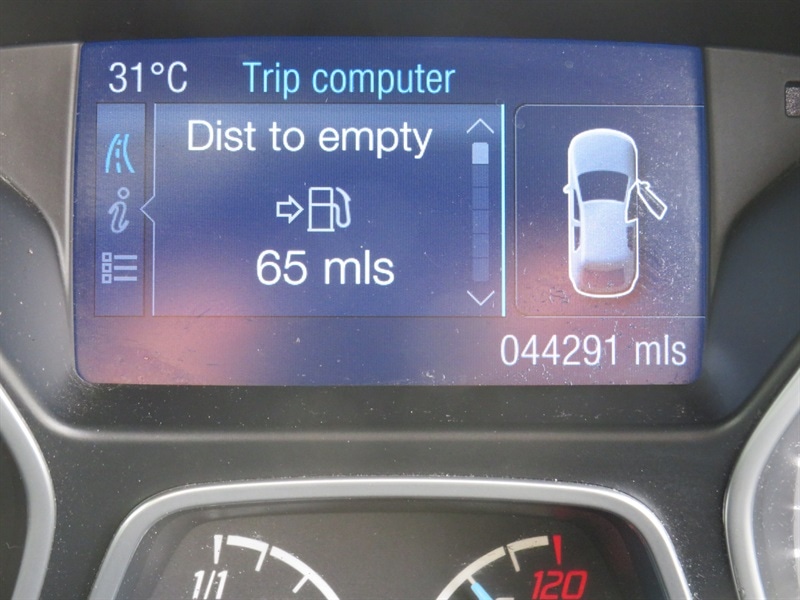 31°C Trip computer
Dist to empty
65 mls
044291 mls
1/1
120